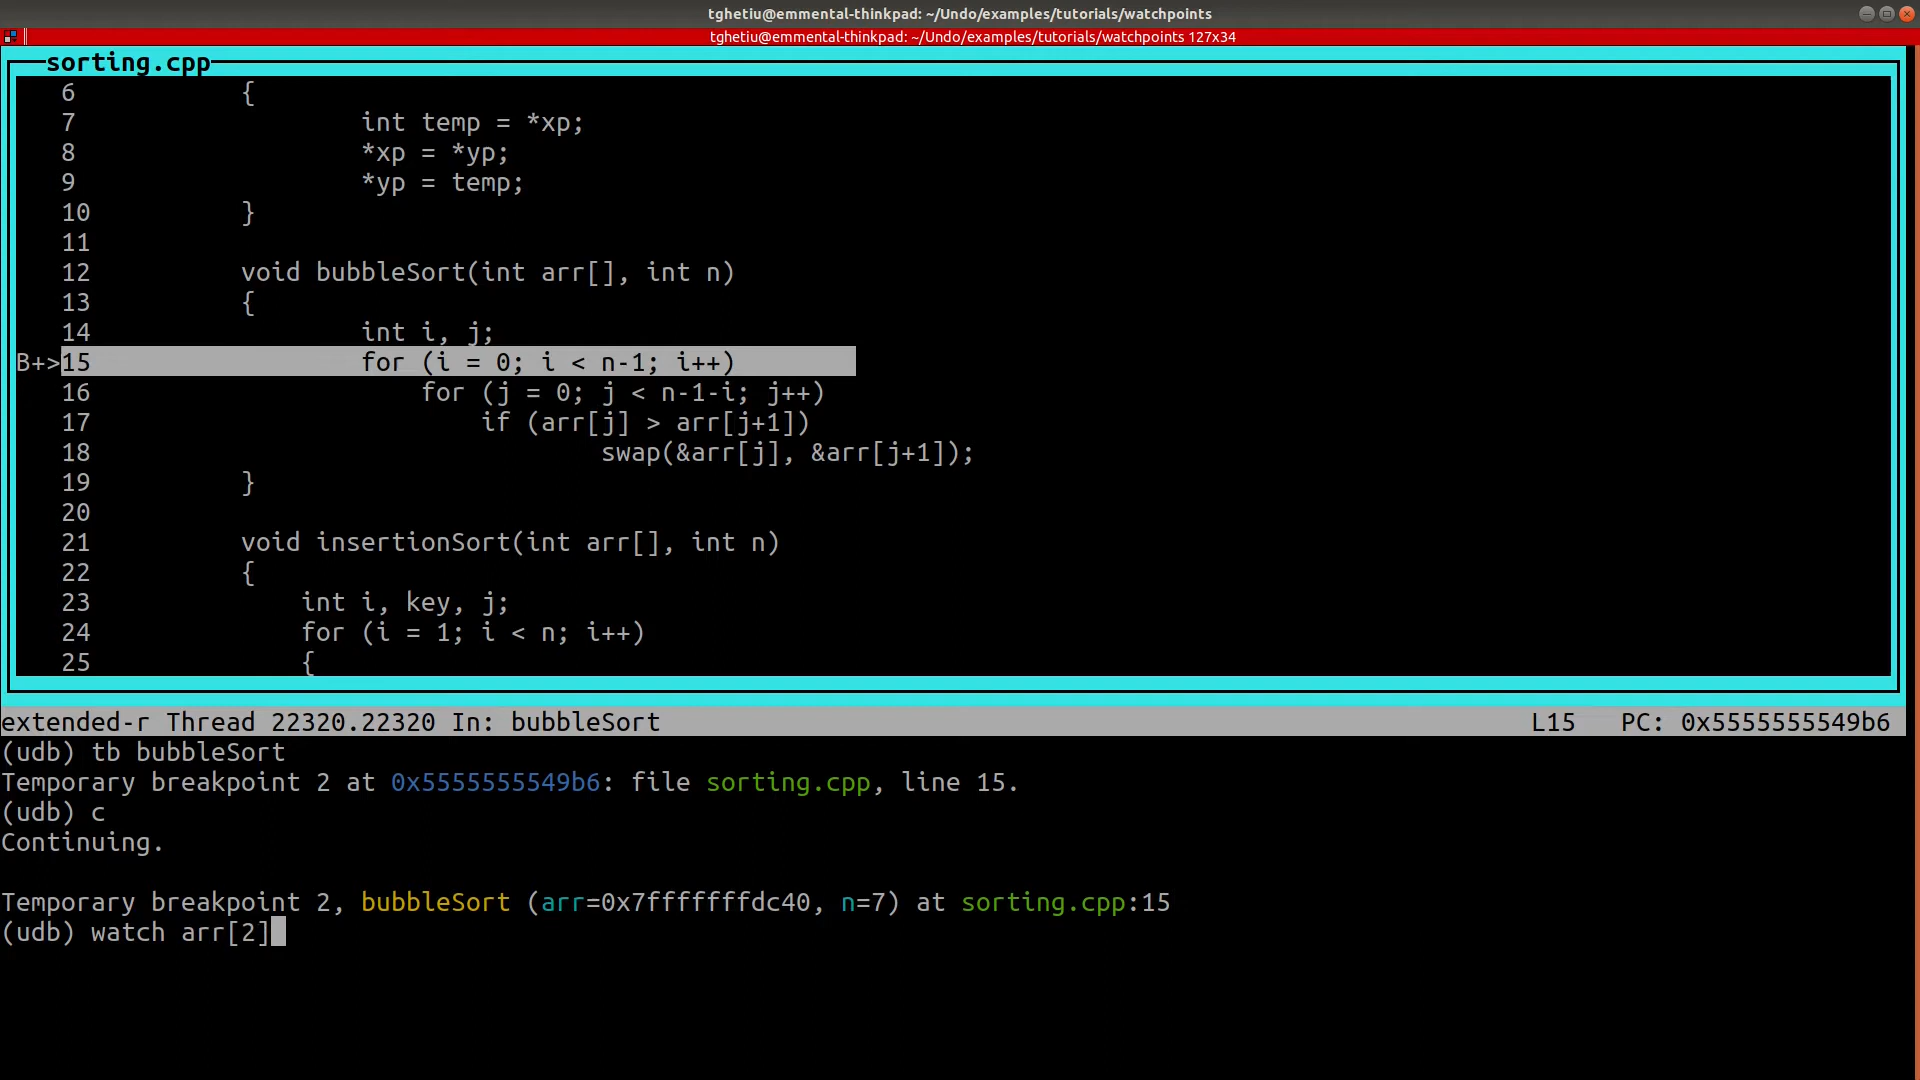 tghetiu@emmental-thinkpad: ~/Undo/examples/tutorials/watchpoints
tghetiu@emmental-thinkpad: ~/Undo/examples/tutorials/watchpoints 127x34
sorting.cpp
6 {
7 int temp = *xp;
8 *xp = *yp;
9 *yp = temp;
10 }
11
12 void bubbleSort(int arr[], int n)
13 {
14 int i, j;
B+>15 for (i = 0; i < n-1; i++)
16 for (j = 0; j < n-1-i; j++)
17 if (arr[j] > arr[j+1])
18 swap(&arr[j], &arr[j+1]);
19 }
20
21 void insertionSort(int arr[], int n)
22 {
23 int i, key, j;
24 for (i = 1; i < n; i++)
25 {
extended-r Thread 22320.22320 In: bubbleSort L15 PC: 0x5555555549b6
(udb) tb bubbleSort
Temporary breakpoint 2 at 0x5555555549b6: file sorting.cpp, line 15.
(udb) c
Continuing.
Temporary breakpoint 2, bubbleSort (arr=0x7fffffffdc40, n=7) at sorting.cpp:15
(udb) watch arr[2]